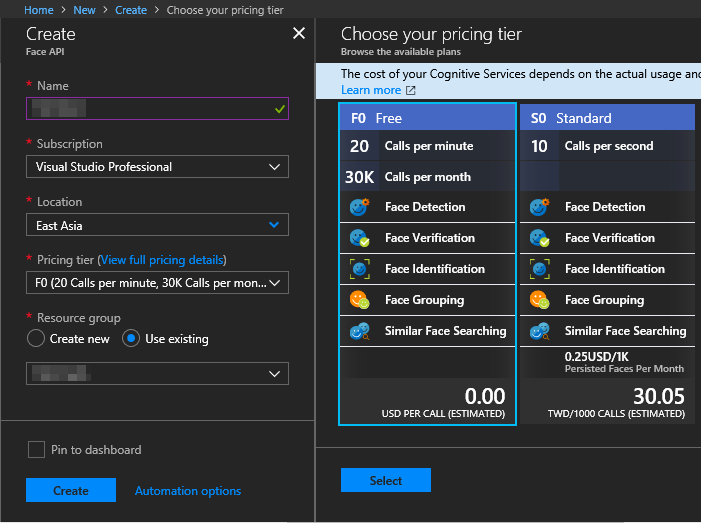 Home > New > Create > Choose your pricing tier
Create
Face API
* Name
* Subscription
Visual Studio Professional
* Location
East Asia
* Pricing tier (View full pricing details)
F0 (20 Calls per minute, 30K Calls per mon...
* Resource group
Create new
Use existing
Pin to dashboard
Create
Automation options
Choose your pricing tier
Browse the available plans
The cost of your Cognitive Services depends on the actual usage and
Learn more
F0 Free
20 Calls per minute
30K Calls per month
Face Detection
Face Verification
Face Identification
Face Grouping
Similar Face Searching
0.00
USD PER CALL (ESTIMATED)
S0 Standard
10 Calls per second
Face Detection
Face Verification
Face Identification
Face Grouping
Similar Face Searching
0.25USD/1K
Persisted Faces Per Month
30.05
TWD/1000 CALLS (ESTIMATED)
Select